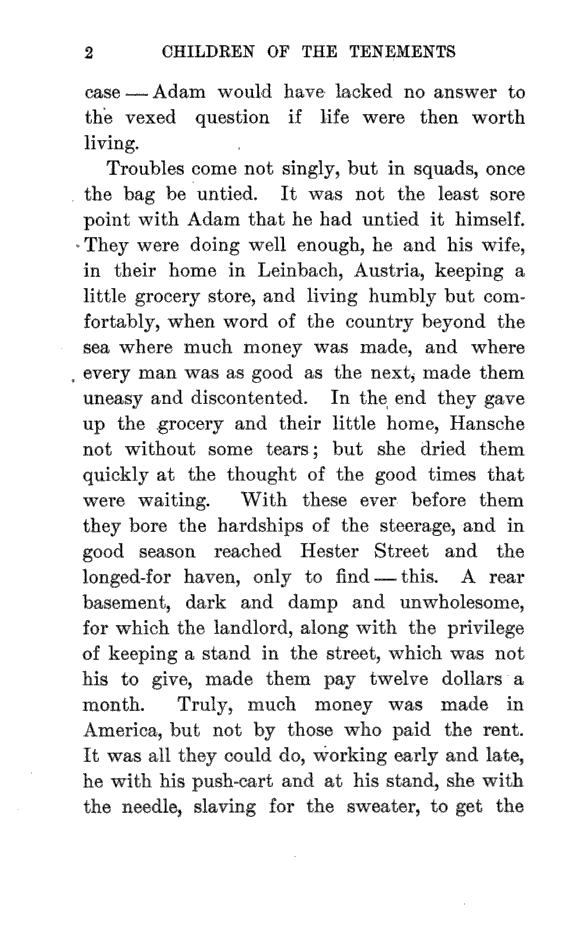 2 CHILDREN OF THE TENEMENTS
case — Adam would have lacked no answer to
the vexed question if life were then worth
living.
Troubles come not singly, but in squads, once
the bag be untied. It was not the least sore
point with Adam that he had untied it himself.
They were doing well enough, he and his wife,
in their home in Leinbach, Austria, keeping a
little grocery store, and living humbly but com-
fortably, when word of the country beyond the
sea where much money was made, and where
every man was as good as the next, made them
uneasy and discontented. In the end they gave
up the grocery and their little home, Hansche
not without some tears; but she dried them
quickly at the thought of the good times that
were waiting. With these ever before them
they bore the hardships of the steerage, and in
good season reached Hester Street and the
longed-for haven, only to find — this. A rear
basement, dark and damp and unwholesome,
for which the landlord, along with the privilege
of keeping a stand in the street, which was not
his to give, made them pay twelve dollars a
month. Truly, much money was made in
America, but not by those who paid the rent.
It was all they could do, working early and late,
he with his push-cart and at his stand, she with
the needle, slaving for the sweater, to get the